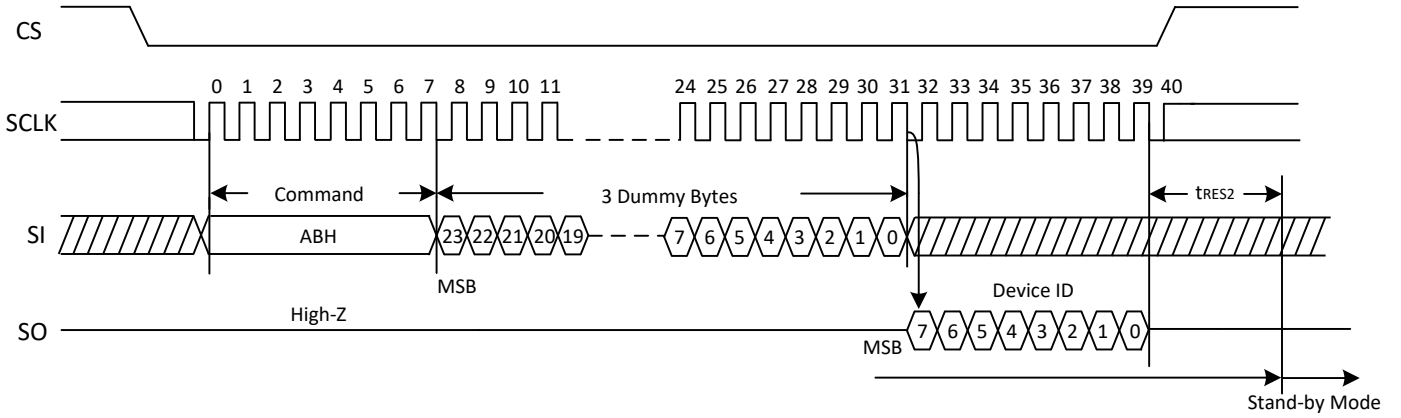 CS
0 1 2 3 4 5 6 7 8 9 10 11 24 25 26 27 28 29 30 31 32 33 34 35 36 37 38 39 40
SCLK
Command 3 Dummy Bytes tRES2
SI ABH 23 22 21 20 19 7 6 5 4 3 2 1 0
MSB Device ID
High-Z
SO 7 6 5 4 3 2 1 0
MSB
Stand-by Mode